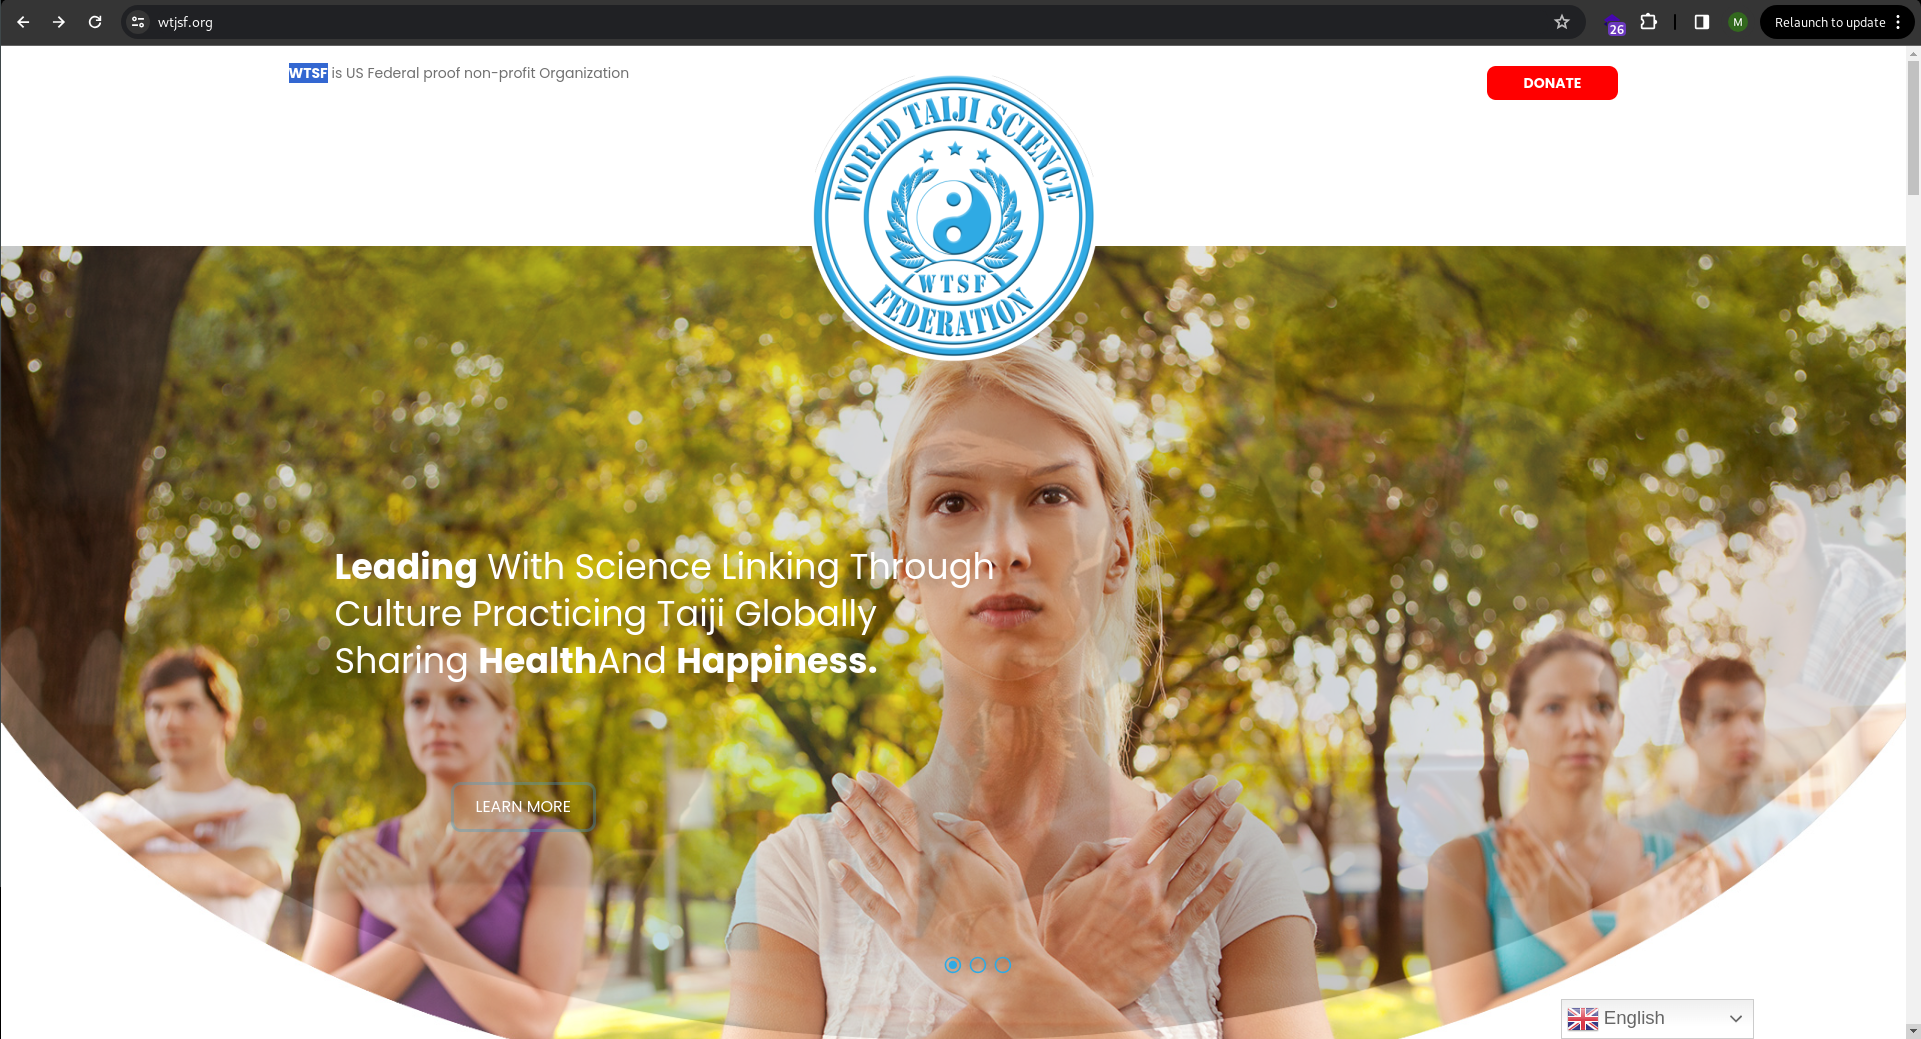 wtjsf.org
26
M
Relaunch to update
WTSF is US Federal proof non-profit Organization
DONATE
WORLD TAIJI SCIENCE
WTSF
FEDERATION
Leading With Science Linking Through
Culture Practicing Taiji Globally
Sharing HealthAnd Happiness.
LEARN MORE
English